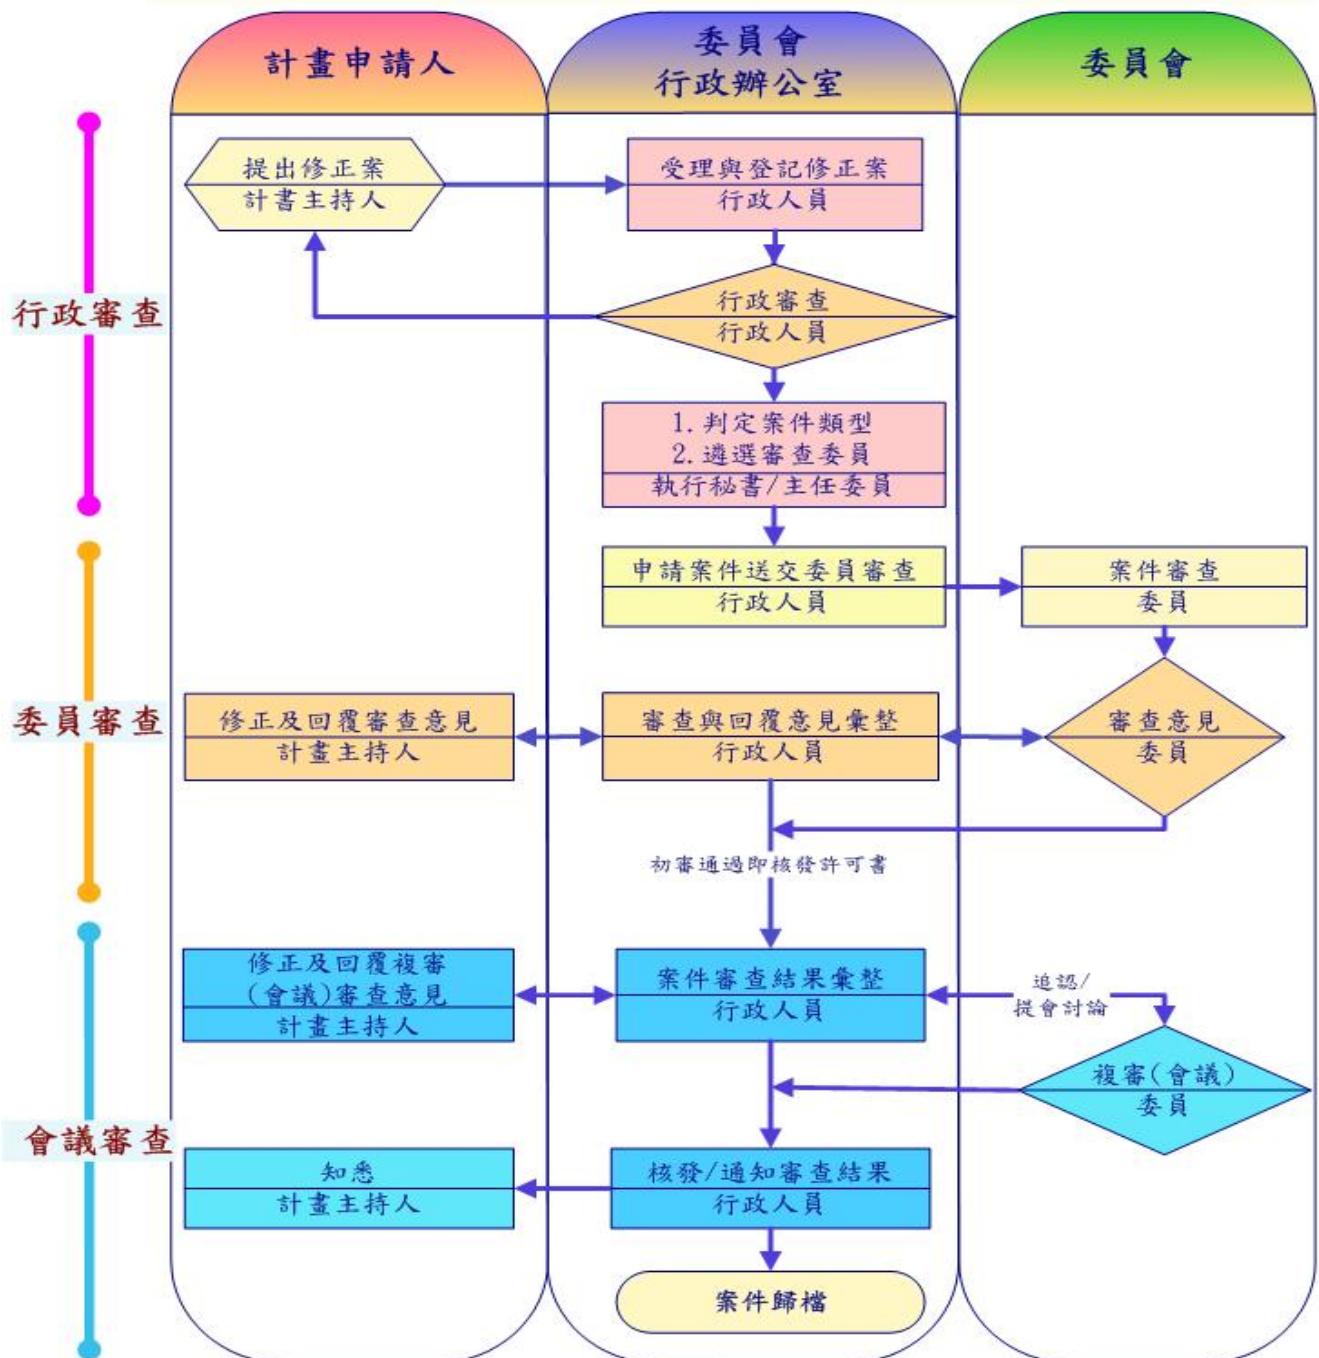 計畫申請人
委員會
行政辦公室
委員會
行政審查
提出修正案
計書主持人
受理與登記修正案
行政人員
行政審查
行政人員
1. 判定案件類型
2. 遴選審查委員
執行秘書/主任委員
委員審查
申請案件送交委員審查
行政人員
案件審查
委員
修正及回覆審查意見
計畫主持人
審查與回覆意見彙整
行政人員
審查意見
委員
初審通過即核發許可書
會議審查
修正及回覆複審
(會議)審查意見
計畫主持人
案件審查結果彙整
行政人員
追認/
提會討論
複審(會議)
委員
知悉
計畫主持人
核發/通知審查結果
行政人員
案件歸檔